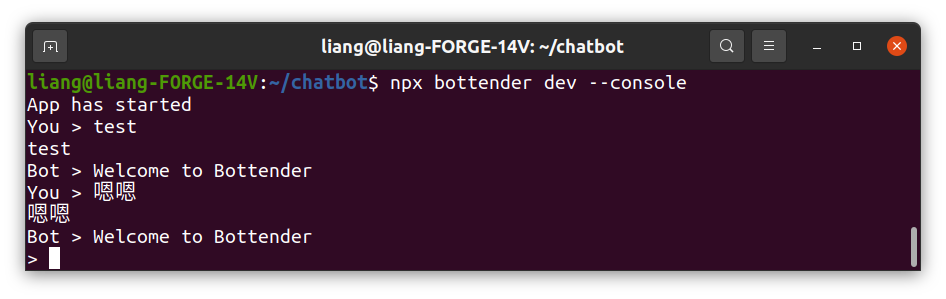 liang@liang-FORGE-14V: ~/chatbot
liang@liang-FORGE-14V:~/chatbot$ npx bottender dev --console
App has started
You > test
test
Bot > Welcome to Bottender
You > 嗯嗯
嗯嗯
Bot > Welcome to Bottender
>